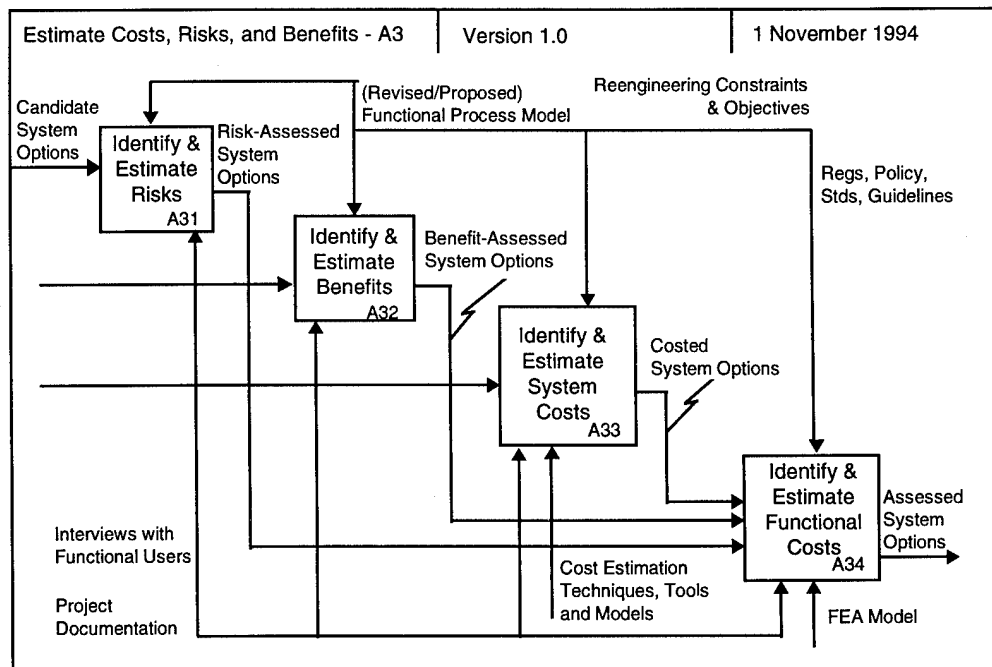 Estimate Costs, Risks, and Benefits - A3
Version 1.0
1 November 1994
Candidate
System
Options
Identify &
Estimate
Risks
A31
Risk-Assessed
System
Options
(Revised/Proposed)
Functional Process Model
Reengineering Constraints
& Objectives
Regs, Policy,
Stds, Guidelines
Identify &
Estimate
Benefits
A32
Benefit-Assessed
System Options
Identify &
Estimate
System
Costs
A33
Costed
System Options
Identify &
Estimate
Functional
Costs
A34
Assessed
System
Options
Interviews with
Functional Users
Project
Documentation
Cost Estimation
Techniques, Tools
and Models
FEA Model